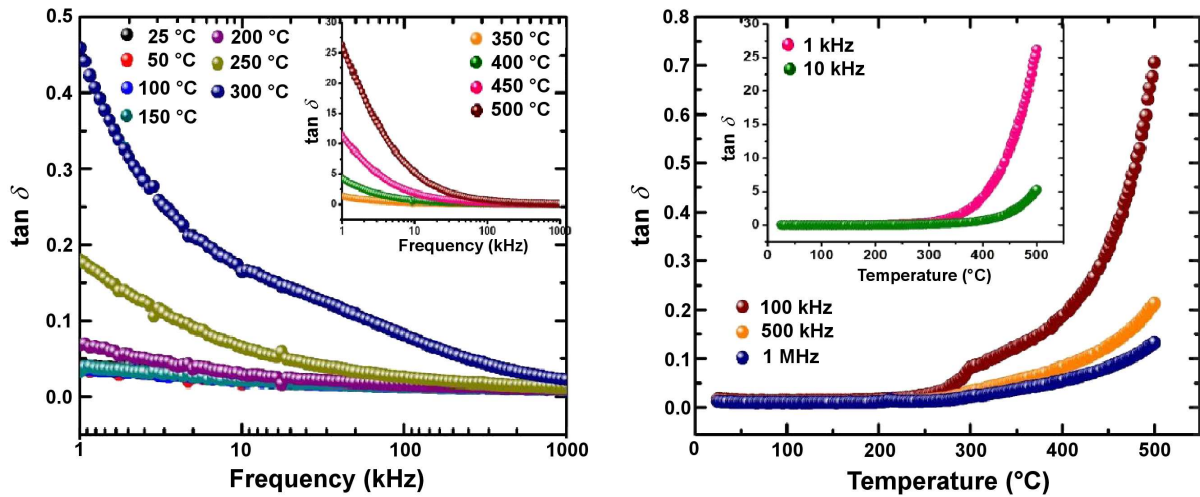 25 °C
50 °C
100 °C
150 °C
200 °C
250 °C
300 °C
tan δ
0.5
0.4
0.3
0.2
0.1
0.0
1
10
100
1000
Frequency (kHz)
350 °C
400 °C
450 °C
500 °C
tan δ
30
25
20
15
10
5
0
1
10
100
1000
Frequency (kHz)
tan δ
0.8
0.7
0.6
0.5
0.4
0.3
0.2
0.1
0.0
0
100
200
300
400
500
Temperature (°C)
100 kHz
500 kHz
1 MHz
1 kHz
10 kHz
tan δ
30
25
20
15
10
5
0
0
100
200
300
400
500
Temperature (°C)